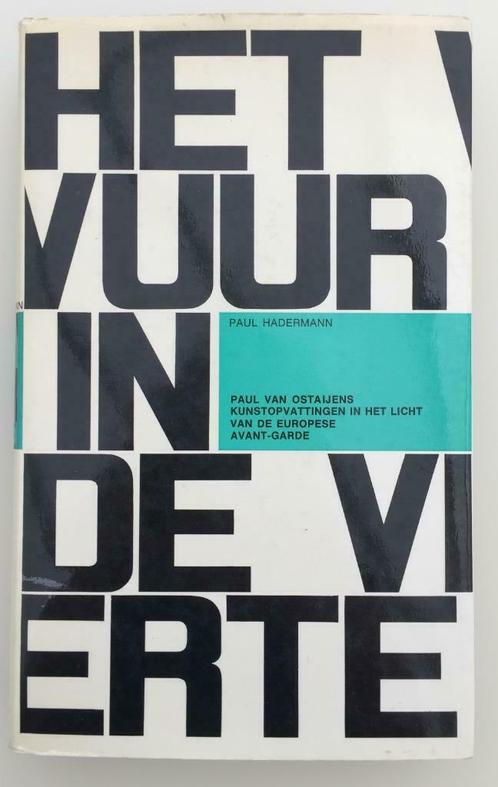 HET V
VUUR
IN
PAUL HADERMANN
PAUL VAN OSTAIJENS
KUNSTOPVATTINGEN IN HET LICHT
VAN DE EUROPESE
AVANT-GARDE
DE VI
ERTE